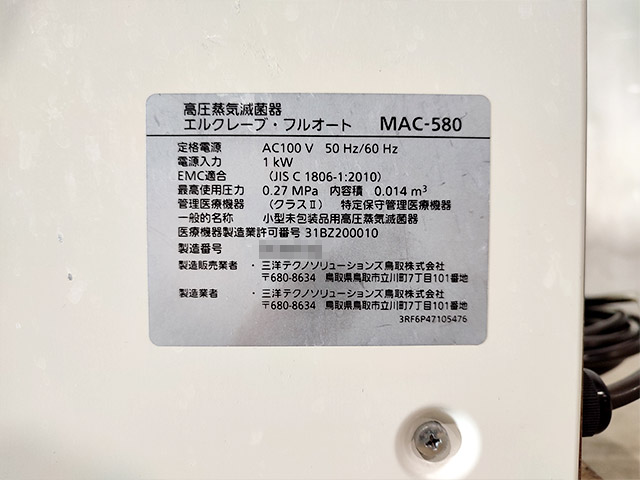 高圧蒸気滅菌器
エルクレーブ・フルオート MAC-580
定格電源 AC100 V 50 Hz/60 Hz
電源入力 1 kW
EMC適合 (JIS C 1806-1:2010)
最高使用圧力 0.27 MPa 内容積 0.014 m³
管理医療機器 (クラスⅡ) 特定保守管理医療機器
一般的名称 小型未包装品用高圧蒸気滅菌器
医療機器製造業許可番号 31BZ200010
製造番号
製造販売業者 ・三洋テクノソリューションズ鳥取株式会社
〒680-8634 鳥取県鳥取市立川町7丁目101番地
製造業者 ・三洋テクノソリューションズ鳥取株式会社
〒680-8634 鳥取県鳥取市立川町7丁目101番地
3RF6P47105476